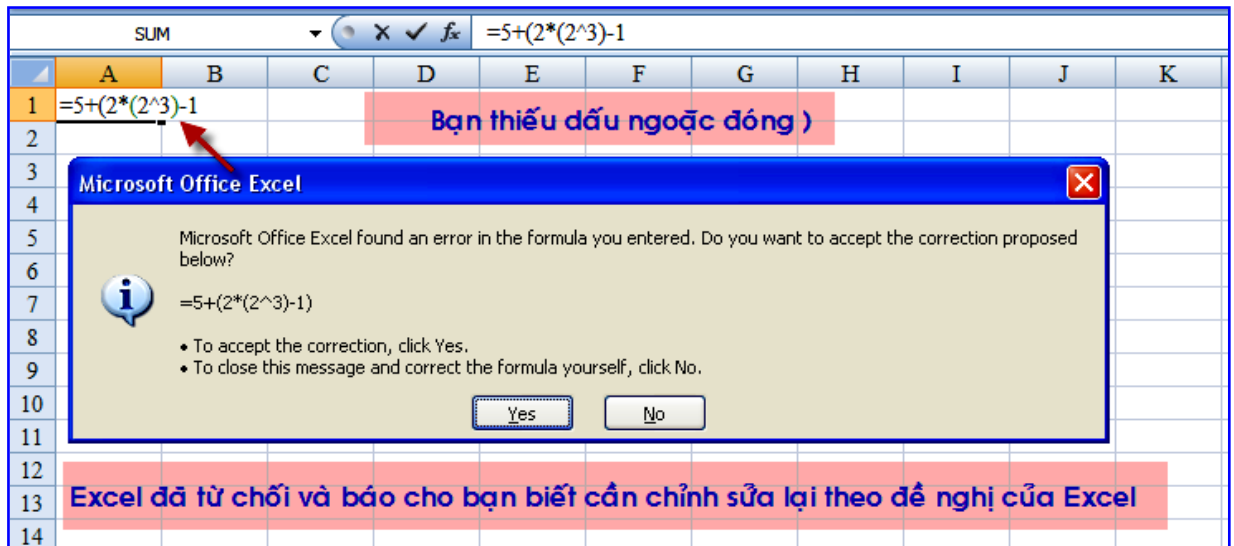 SUM fx =5+(2*(2^3)-1
A B C D E F G H I J K
1 =5+(2*(2^3)-1
Bạn thiếu dấu ngoặc đóng )
2
3
Microsoft Office Excel
4
5
Microsoft Office Excel found an error in the formula you entered. Do you want to accept the correction proposed
below?
6
7
=5+(2*(2^3)-1)
8
• To accept the correction, click Yes.
9
• To close this message and correct the formula yourself, click No.
10
Yes No
11
12
Excel đã từ chối và báo cho bạn biết cần chỉnh sửa lại theo đề nghị của Excel
13
14